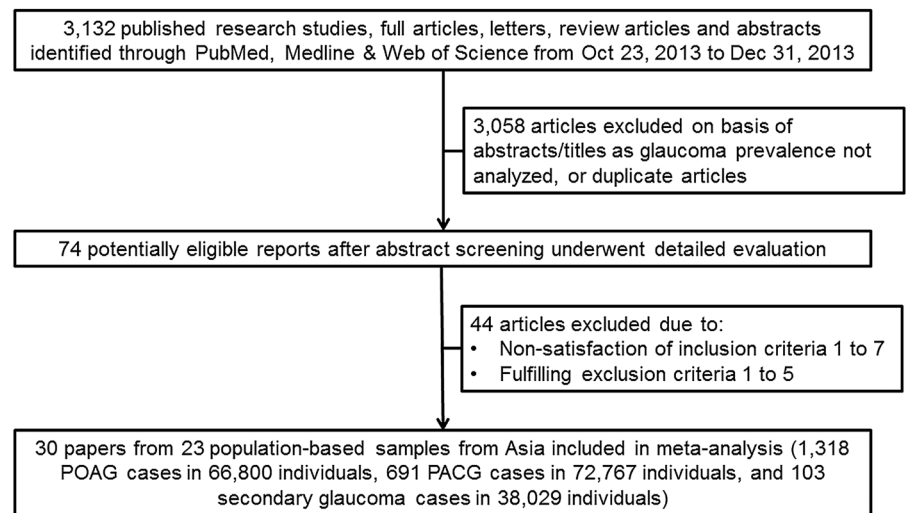 3,132 published research studies, full articles, letters, review articles and abstracts
identified through PubMed, Medline & Web of Science from Oct 23, 2013 to Dec 31, 2013
3,058 articles excluded on basis of
abstracts/titles as glaucoma prevalence not
analyzed, or duplicate articles
74 potentially eligible reports after abstract screening underwent detailed evaluation
44 articles excluded due to:
• Non-satisfaction of inclusion criteria 1 to 7
• Fulfilling exclusion criteria 1 to 5
30 papers from 23 population-based samples from Asia included in meta-analysis (1,318
POAG cases in 66,800 individuals, 691 PACG cases in 72,767 individuals, and 103
secondary glaucoma cases in 38,029 individuals)